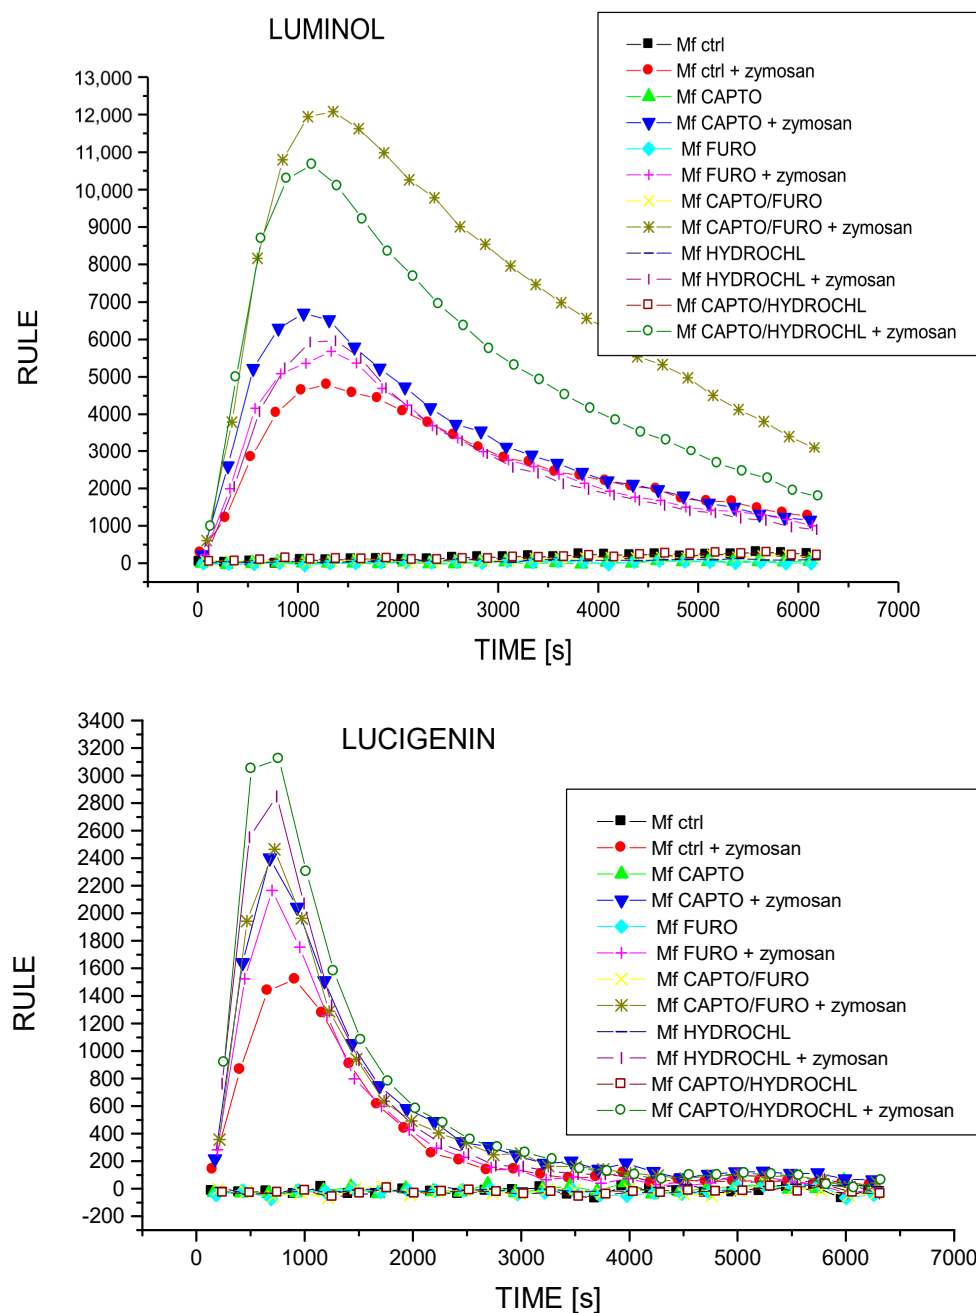 LUMINOL
Mf ctrl
Mf ctrl + zymosan
Mf CAPTO
Mf CAPTO + zymosan
Mf FURO
Mf FURO + zymosan
Mf CAPTO/FURO
Mf CAPTO/FURO + zymosan
Mf HYDROCHL
Mf HYDROCHL + zymosan
Mf CAPTO/HYDROCHL
Mf CAPTO/HYDROCHL + zymosan
13,000
12,000
11,000
10,000
9000
8000
7000
6000
5000
4000
3000
2000
1000
0
RULE
0 1000 2000 3000 4000 5000 6000 7000
TIME [s]
LUCIGENIN
3400
3200
3000
2800
2600
2400
2200
2000
1800
1600
1400
1200
1000
800
600
400
200
0
-200
RULE
Mf ctrl
Mf ctrl + zymosan
Mf CAPTO
Mf CAPTO + zymosan
Mf FURO
Mf FURO + zymosan
Mf CAPTO/FURO
Mf CAPTO/FURO + zymosan
Mf HYDROCHL
Mf HYDROCHL + zymosan
Mf CAPTO/HYDROCHL
Mf CAPTO/HYDROCHL + zymosan
0 1000 2000 3000 4000 5000 6000 7000
TIME [s]